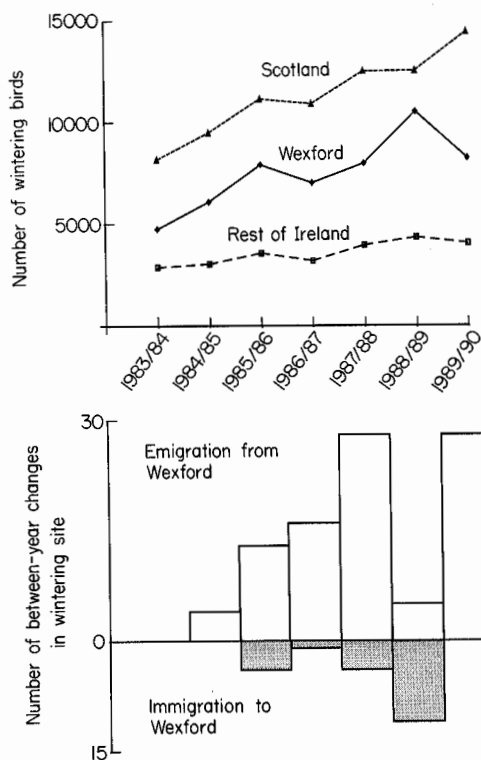 15000
10000
5000
Number of wintering birds
Scotland
Wexford
Rest of Ireland
1983/84
1984/85
1985/86
1986/87
1987/88
1988/89
1989/90
30
0
15
Number of between-year changes
in wintering site
Emigration from
Wexford
Immigration to
Wexford